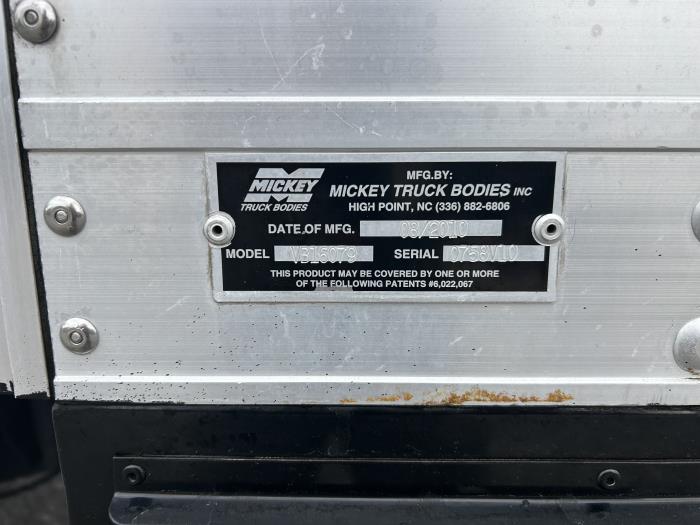 MICKEY
TRUCK BODIES
MFG.BY:
MICKEY TRUCK BODIES INC
HIGH POINT, NC (336) 882-6806
DATE OF MFG. 08/2010
MODEL VB15079 SERIAL 0758V10
THIS PRODUCT MAY BE COVERED BY ONE OR MORE
OF THE FOLLOWING PATENTS #6,022,067